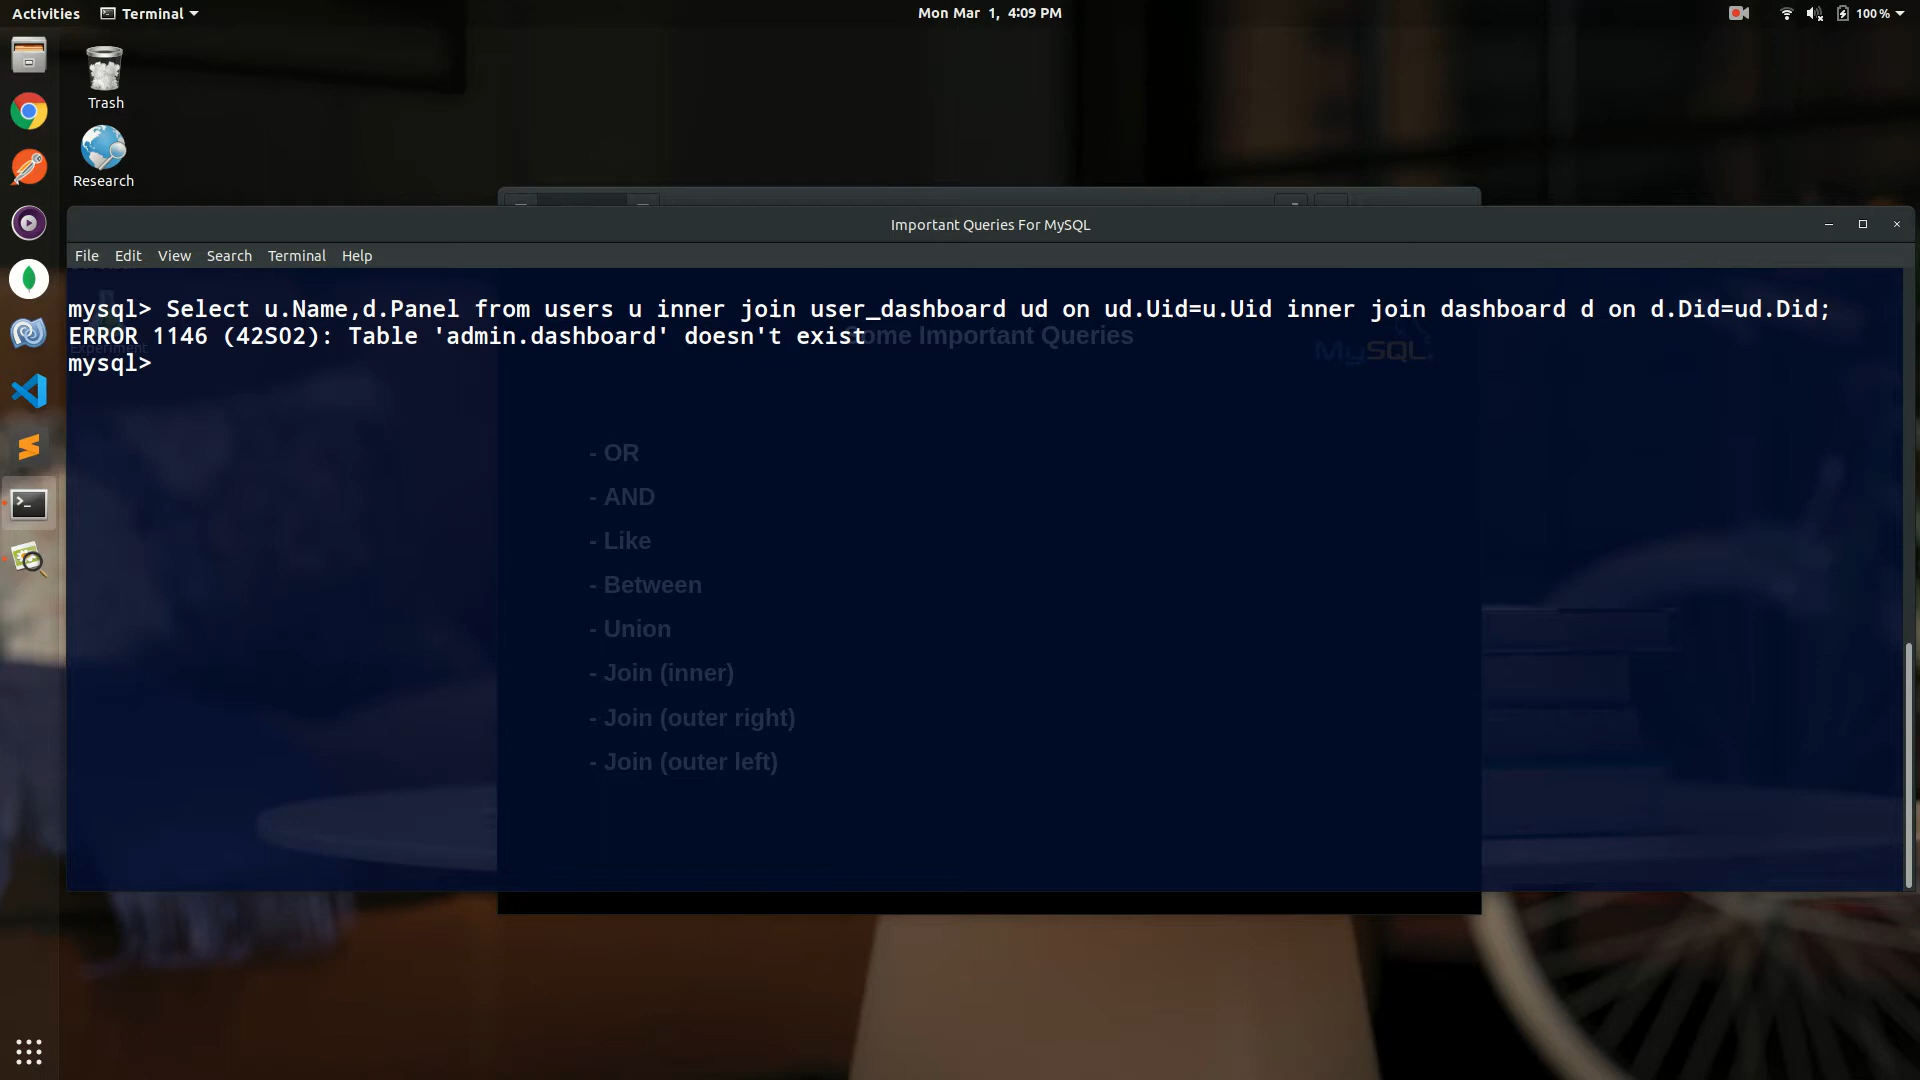 Activities Terminal Mon Mar 1, 4:09 PM 100 %
Trash
Research
Important Queries For MySQL
File Edit View Search Terminal Help
mysql> Select u.Name,d.Panel from users u inner join user_dashboard ud on ud.Uid=u.Uid inner join dashboard d on d.Did=ud.Did;
ERROR 1146 (42S02): Table 'admin.dashboard' doesn't exist
Some Important Queries
MySQL
mysql>
- OR
- AND
- Like
- Between
- Union
- Join (inner)
- Join (outer right)
- Join (outer left)